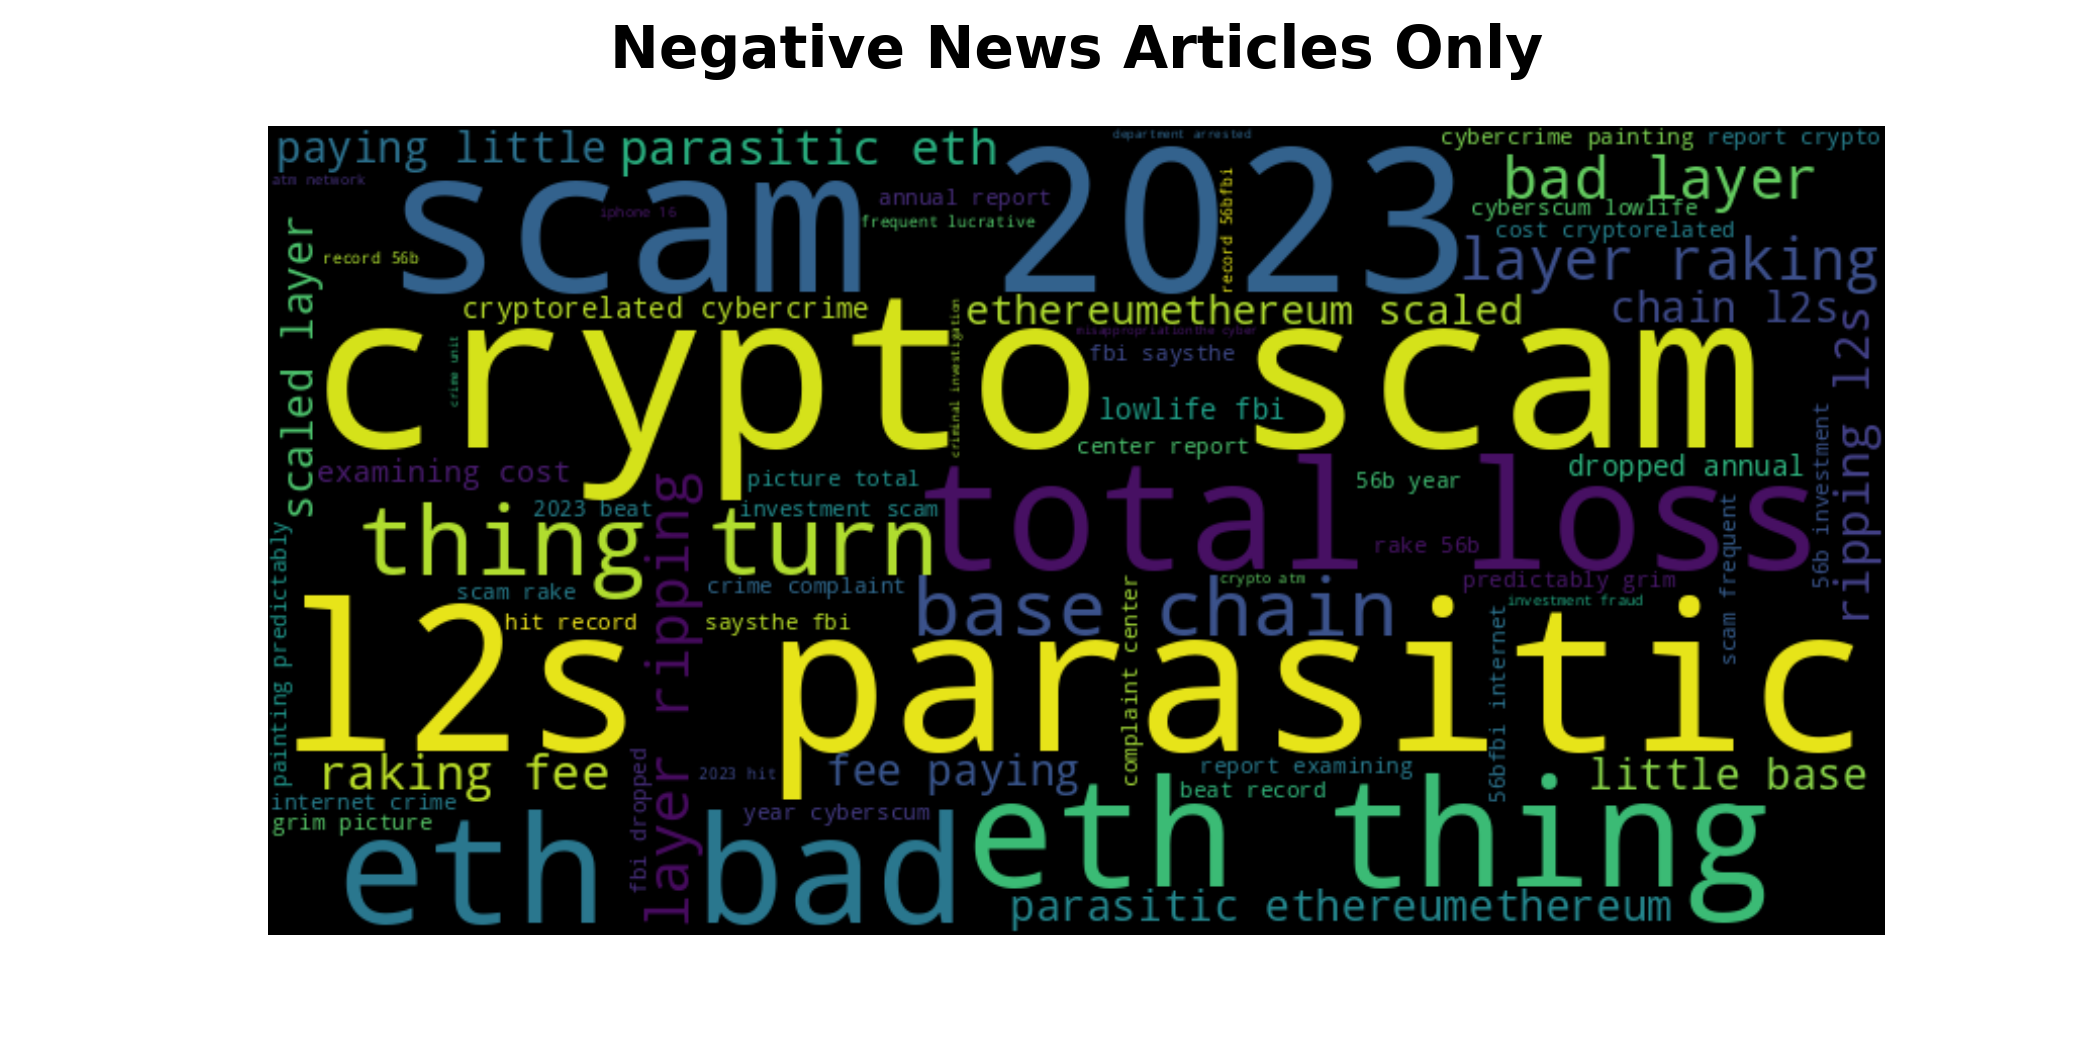 Negative News Articles Only
paying little
parasitic eth
department arrested
cybercrime painting
report crypto
atm network
scam 2023
annual report
bad layer
iphone 16
frequent lucrative
record 56bfbi
cyberscum lowlife
cost cryptorelated
scaled layer
record 56b
layer raking
cryptorelated cybercrime
ethereumethereum scaled
chain l2s
crypto scam
crime unit
criminal investigation
misappropriationthe cyber
fbi saysthe
ripping l2s
lowlife fbi
center report
examining cost
picture total
total loss
56b year
dropped annual
56b investment
2023 beat
investment scam
thing turn
layer ripping
rake 56b
scam frequent
painting predictably
scam rake
crime complaint
base chain
crypto atm
predictably grim
investment fraud
hit record
saysthe fbi
complaint center
56bfbi internet
l2s parasitic
raking fee
fbi dropped
2023 hit
fee paying
report examining
little base
internet crime
beat record
grim picture
year cyberscum
eth bad
eth thing
parasitic ethereumethereum